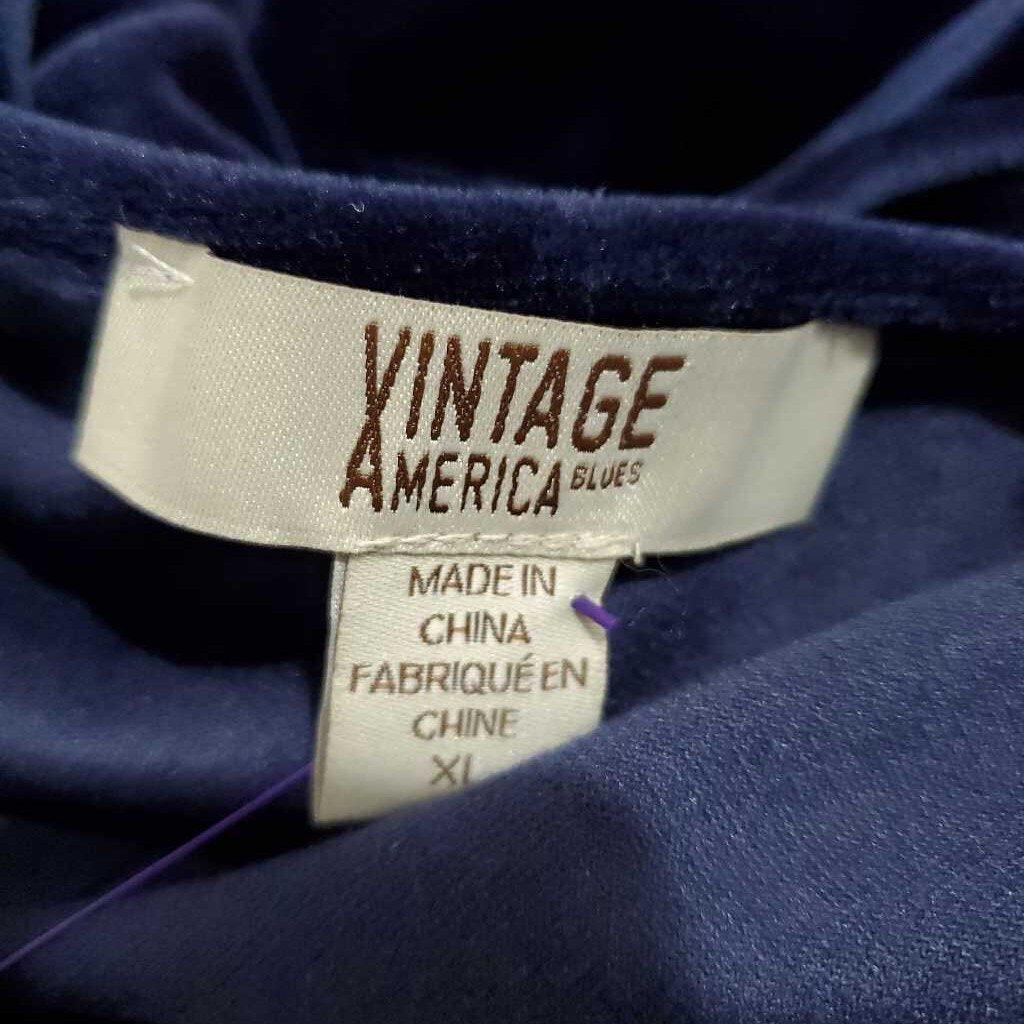 VINTAGE
AMERICA BLUES
MADE IN
CHINA
FABRIQUÉ EN
CHINE
XL